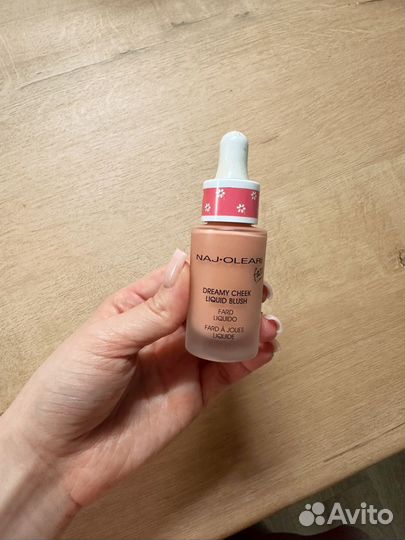 NAJ•OLEARI
DREAMY CHEEK
LIQUID BLUSH
FARD
LIQUIDO
FARD À JOUES
LIQUIDE
Avito